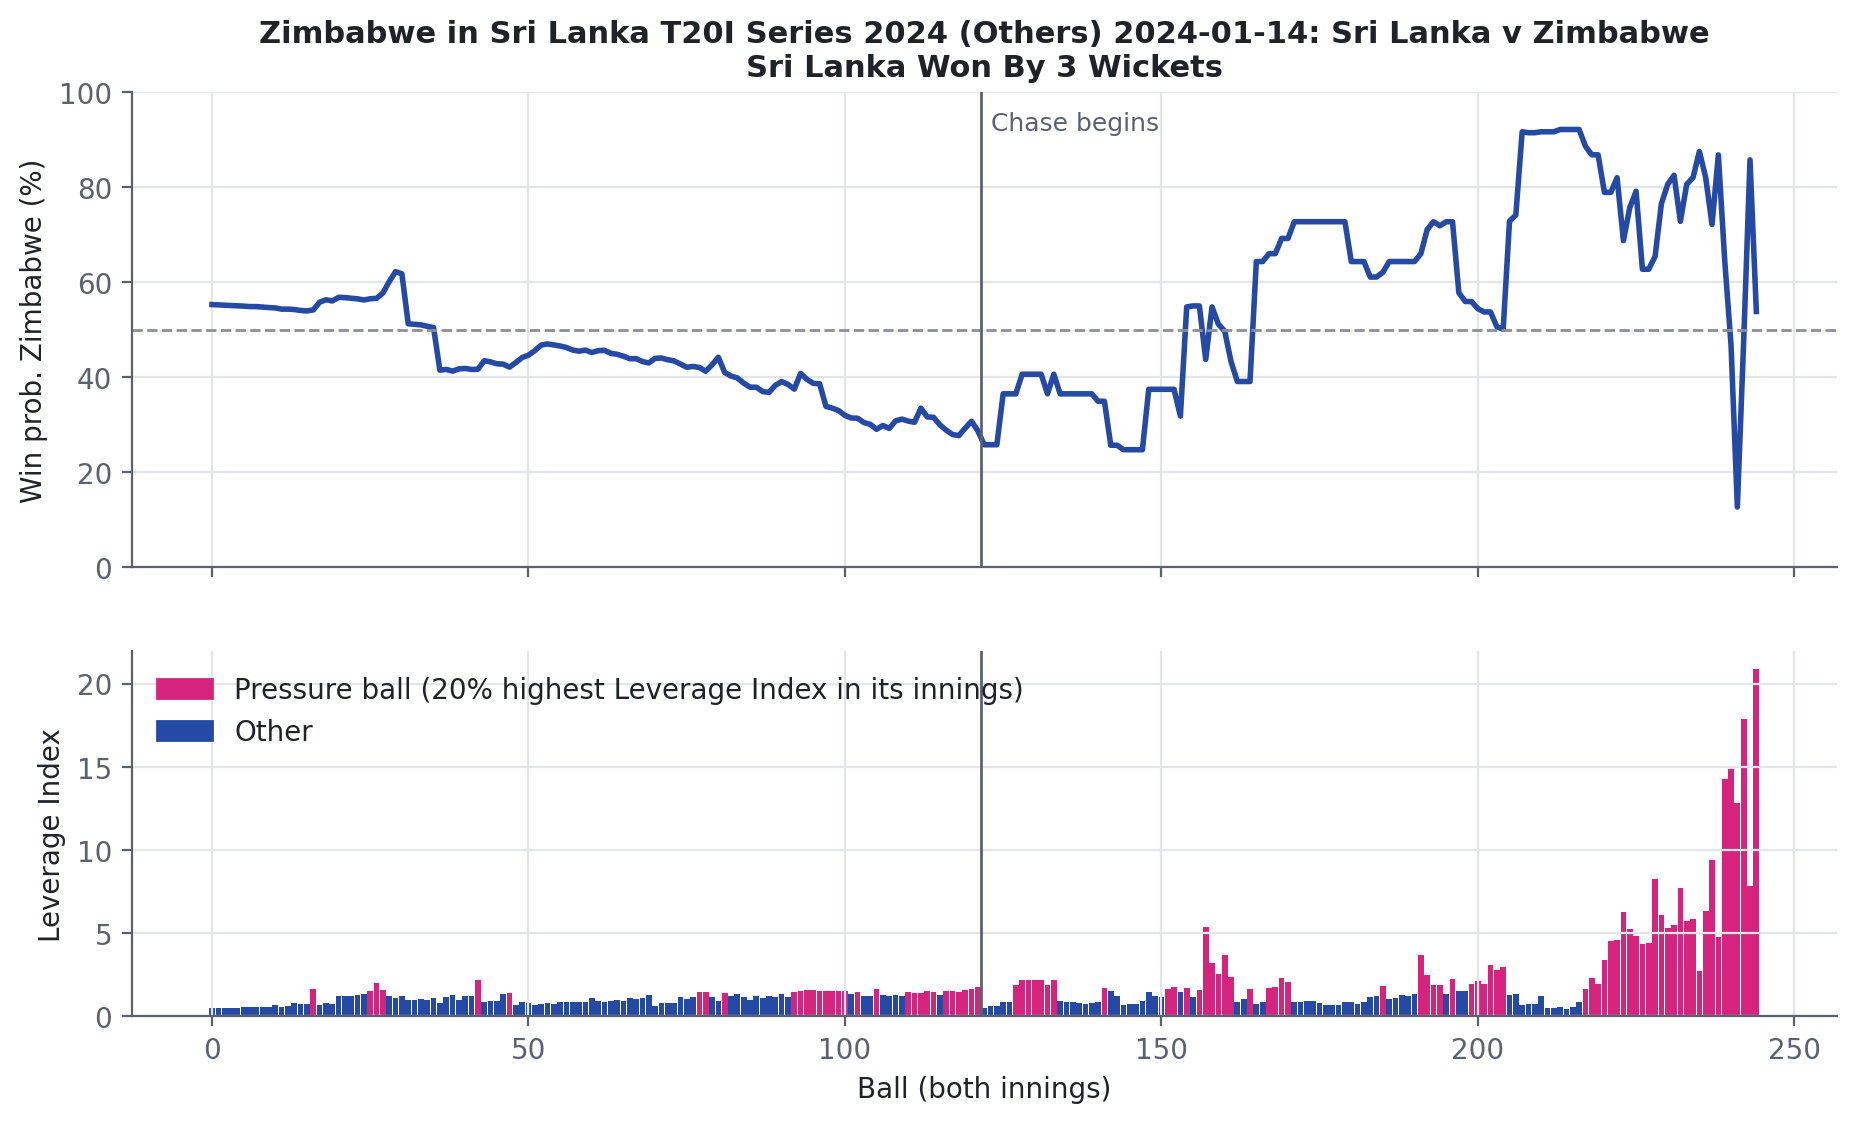 Zimbabwe in Sri Lanka T20I Series 2024 (Others) 2024-01-14: Sri Lanka v Zimbabwe
Sri Lanka Won By 3 Wickets
Win prob. Zimbabwe (%)
100
80
60
40
20
0
Chase begins
Leverage Index
20
15
10
5
0
Pressure ball (20% highest Leverage Index in its innings)
Other
0 50 100 150 200 250
Ball (both innings)